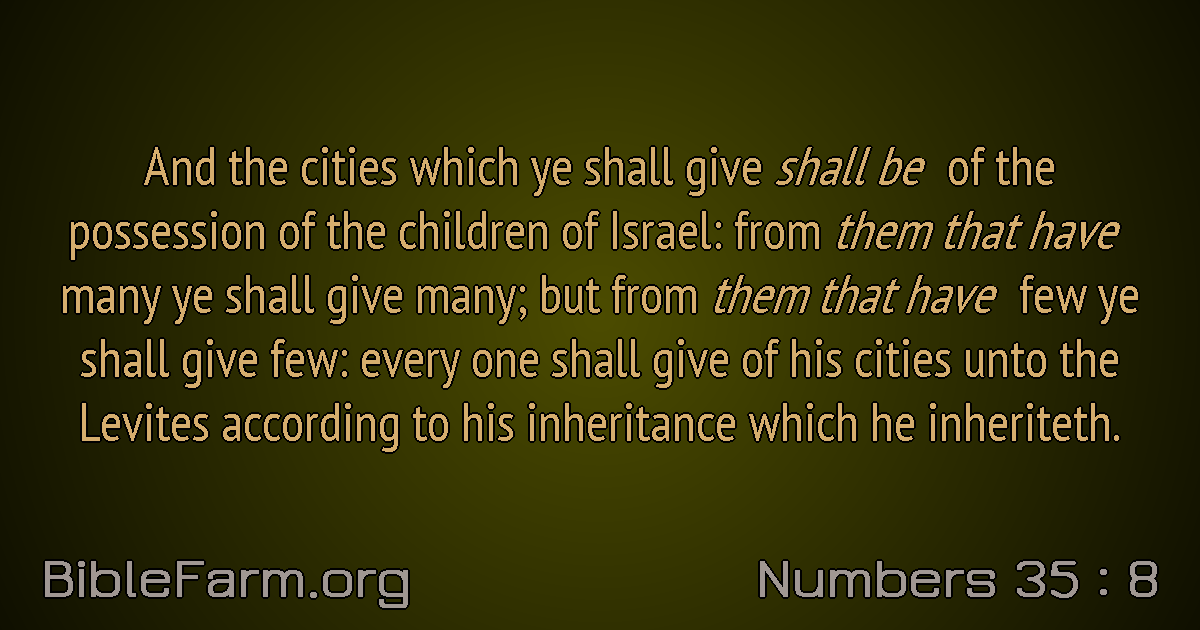 And the cities which ye shall give shall be of the
possession of the children of Israel: from them that have
many ye shall give many; but from them that have few ye
shall give few: every one shall give of his cities unto the
Levites according to his inheritance which he inheriteth.
BibleFarm.org
Numbers 35 : 8